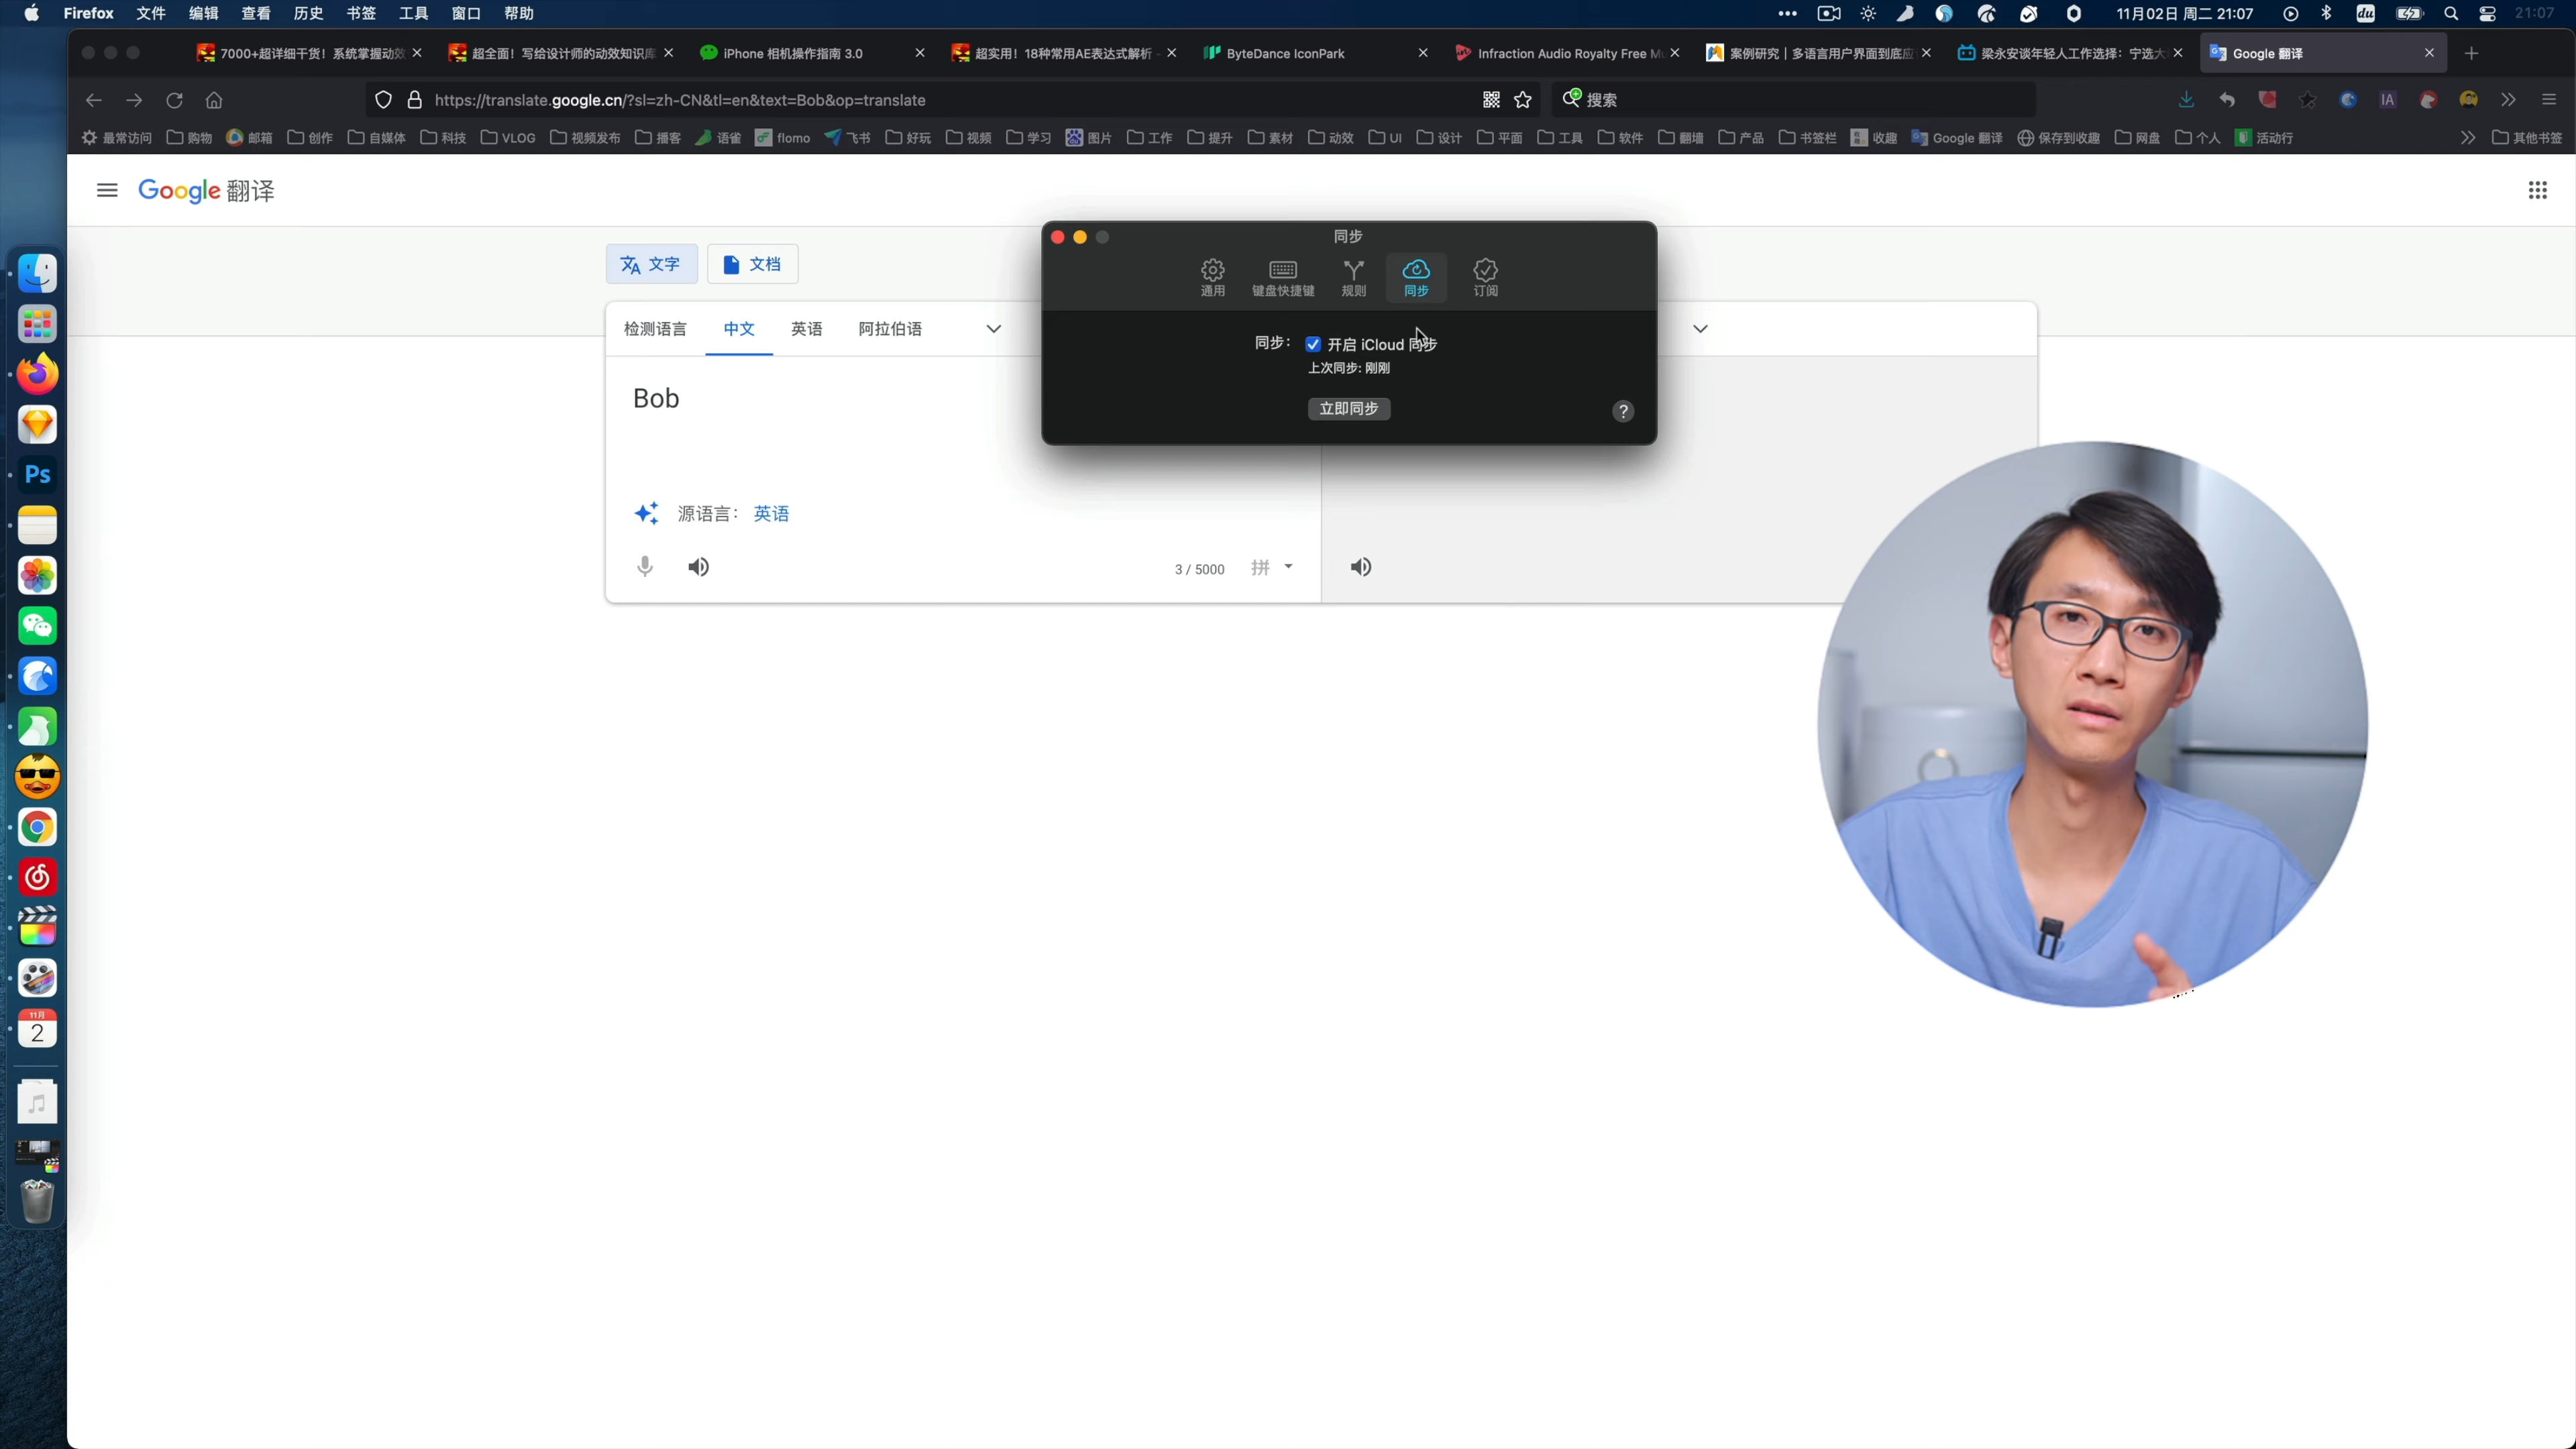 Firefox 文件 编辑 查看 历史 书签 工具 窗口 帮助 du 11月02日 周二 21:07 21:07
7000+超详细干货！系统掌握动效 超全面！写给设计师的动效知识库 iPhone 相机操作指南 3.0 超实用！18种常用AE表达式解析 - ByteDance IconPark Infraction Audio Royalty Free Mu 案例研究 | 多语言用户界面到底应 梁永安谈年轻人工作选择：宁选大 Google 翻译
https://translate.google.cn/?sl=zh-CN&tl=en&text=Bob&op=translate 搜索 IA
最常访问 购物 邮箱 创作 自媒体 科技 VLOG 视频发布 播客 语雀 flomo 飞书 好玩 视频 学习 图片 工作 提升 素材 动效 UI 设计 平面 工具 软件 翻墙 产品 书签栏 收趣 Google 翻译 保存到收趣 网盘 个人 活动行 其他书签
Google 翻译
同步
文字 文档
通用 键盘快捷键 规则 同步 订阅
检测语言 中文 英语 阿拉伯语
同步： 开启 iCloud 同步
上次同步: 刚刚
Bob
立即同步 ?
Ps
源语言： 英语
3 / 5000 拼
11月
2